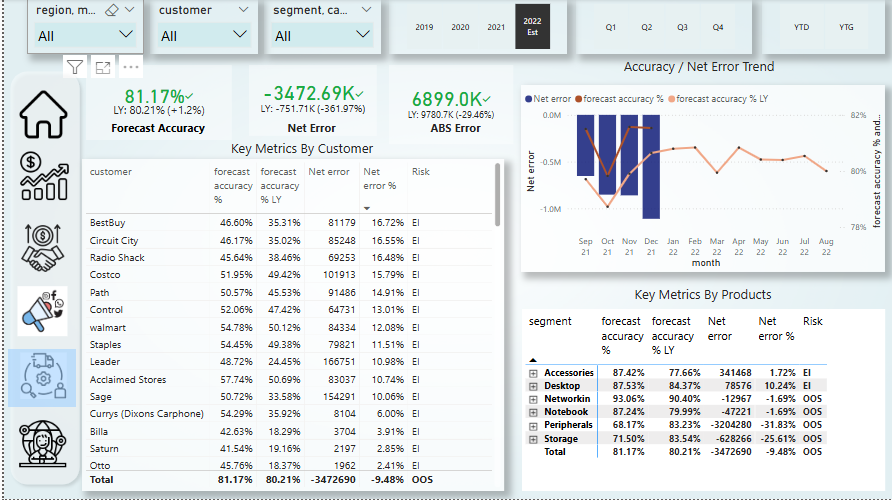 region, m...
customer
segment, ca...
All
All
All
2019 2020 2021 2022 Est
Q1 Q2 Q3 Q4
YTD YTG
81.17%
LY: 80.21% (+1.2%)
Forecast Accuracy
-3472.69K
LY: -751.71K (-361.97%)
Net Error
6899.0K
LY: 9780.7K (-29.46%)
ABS Error
Key Metrics By Customer
customer forecast accuracy % forecast accuracy % LY Net error Net error % Risk
BestBuy 46.60% 35.31% 81179 16.72% EI
Circuit City 46.17% 35.02% 85248 16.55% EI
Radio Shack 45.64% 38.46% 69253 16.48% EI
Costco 51.95% 49.42% 101913 15.79% EI
Path 50.57% 45.53% 91486 14.91% EI
Control 52.06% 47.42% 64731 13.01% EI
walmart 54.78% 50.12% 84334 12.08% EI
Staples 54.45% 49.38% 79821 11.51% EI
Leader 48.72% 24.45% 166751 10.98% EI
Acclaimed Stores 57.74% 50.69% 83037 10.74% EI
Sage 50.72% 33.58% 154291 10.06% EI
Currys (Dixons Carphone) 54.29% 35.92% 8104 6.00% EI
Billa 42.63% 18.29% 3704 3.91% EI
Saturn 41.54% 19.16% 2197 2.85% EI
Otto 45.76% 18.37% 1962 2.41% EI
Total 81.17% 80.21% -3472690 -9.48% OOS
Accuracy / Net Error Trend
Net error forecast accuracy % forecast accuracy % LY
0.0M
-0.5M
-1.0M
Net error
82%
80%
78%
forecast accuracy % and...
Sep 21 Oct 21 Nov 21 Dec 21 Jan 22 Feb 22 Mar 22 Apr 22 May 22 Jun 22 Jul 22 Aug 22
month
Key Metrics By Products
segment forecast accuracy % forecast accuracy % LY Net error Net error % Risk
Accessories 87.42% 77.66% 341468 1.72% EI
Desktop 87.53% 84.37% 78576 10.24% EI
Networkin 93.06% 90.40% -12967 -1.69% OOS
Notebook 87.24% 79.99% -47221 -1.69% OOS
Peripherals 68.17% 83.23% -3204280 -31.83% OOS
Storage 71.50% 83.54% -628266 -25.61% OOS
Total 81.17% 80.21% -3472690 -9.48% OOS